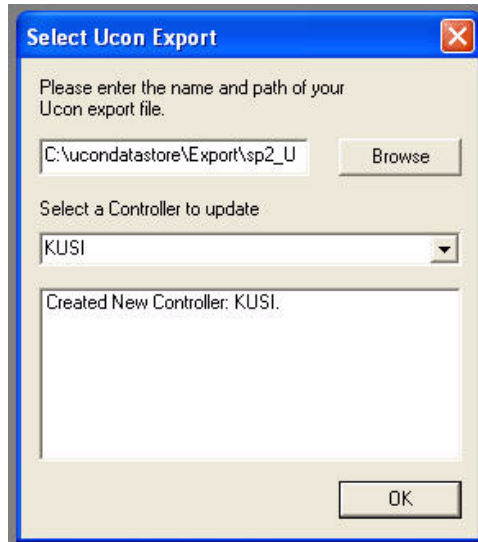 Select Ucon Export
Please enter the name and path of your
Ucon export file.
C:\ucondatastore\Export\sp2_U
Browse
Select a Controller to update
KUSI
Created New Controller: KUSI.
OK